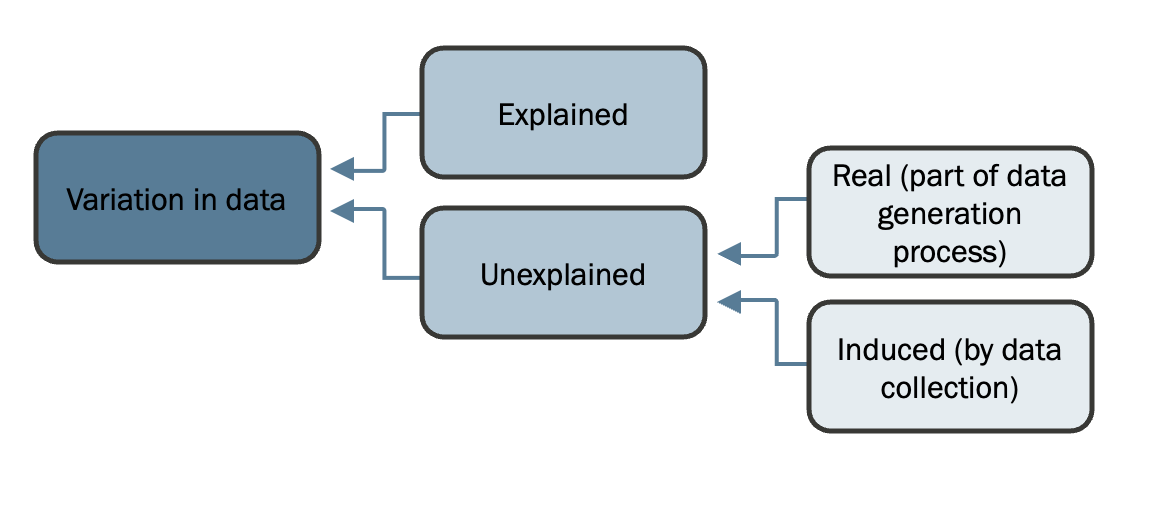 Explained
Variation in data
Unexplained
Real (part of data
generation
process)
Induced (by data
collection)